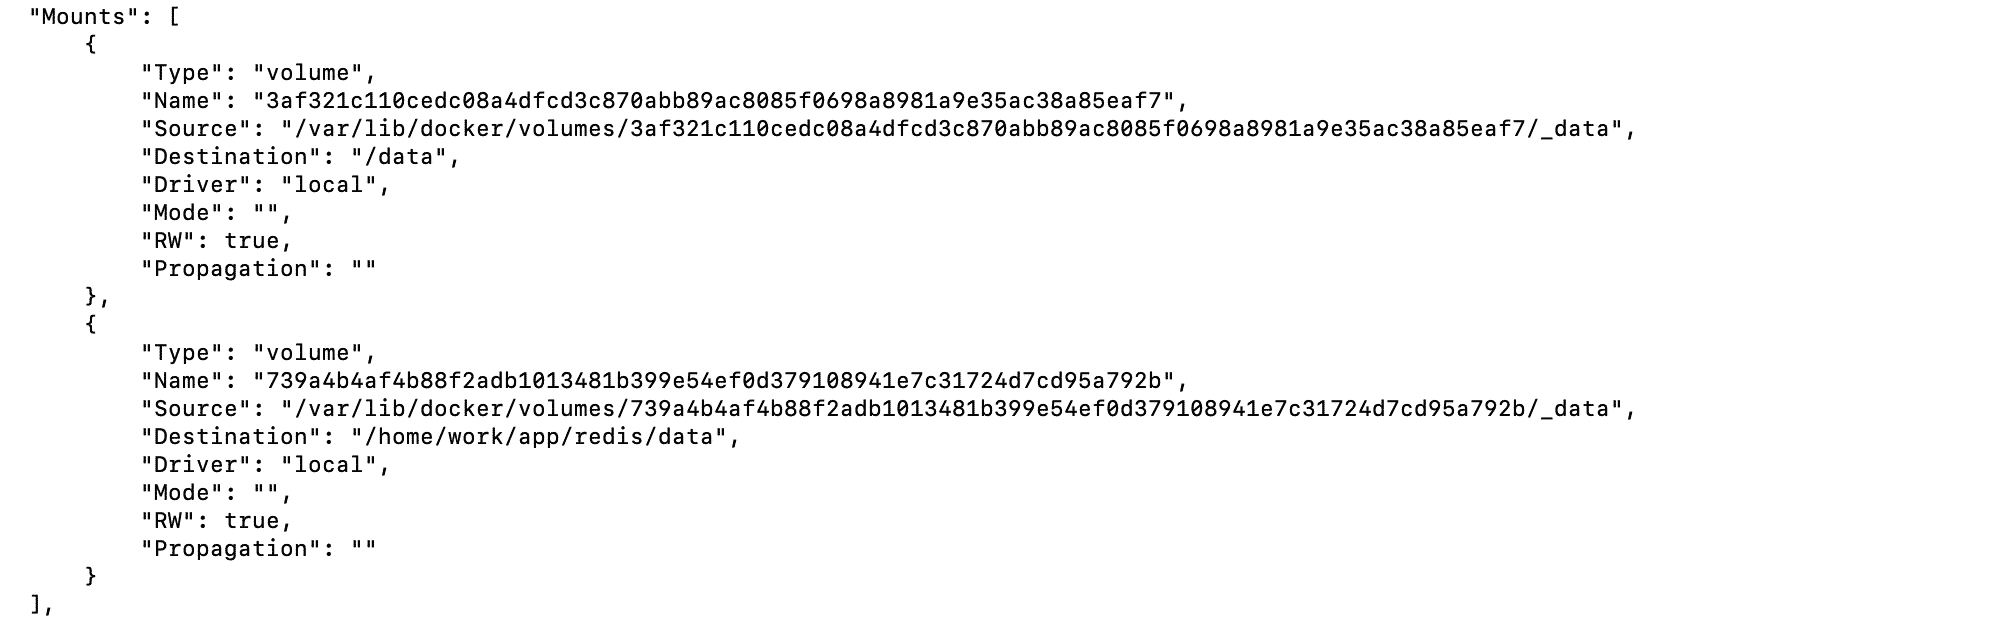 "Mounts": [
{
"Type": "volume",
"Name": "3af321c110cedc08a4dfcd3c870abb89ac8085f0698a8981a9e35ac38a85eaf7",
"Source": "/var/lib/docker/volumes/3af321c110cedc08a4dfcd3c870abb89ac8085f0698a8981a9e35ac38a85eaf7/_data",
"Destination": "/data",
"Driver": "local",
"Mode": "",
"RW": true,
"Propagation": ""
},
{
"Type": "volume",
"Name": "739a4b4af4b88f2adb1013481b399e54ef0d379108941e7c31724d7cd95a792b",
"Source": "/var/lib/docker/volumes/739a4b4af4b88f2adb1013481b399e54ef0d379108941e7c31724d7cd95a792b/_data",
"Destination": "/home/work/app/redis/data",
"Driver": "local",
"Mode": "",
"RW": true,
"Propagation": ""
}
],